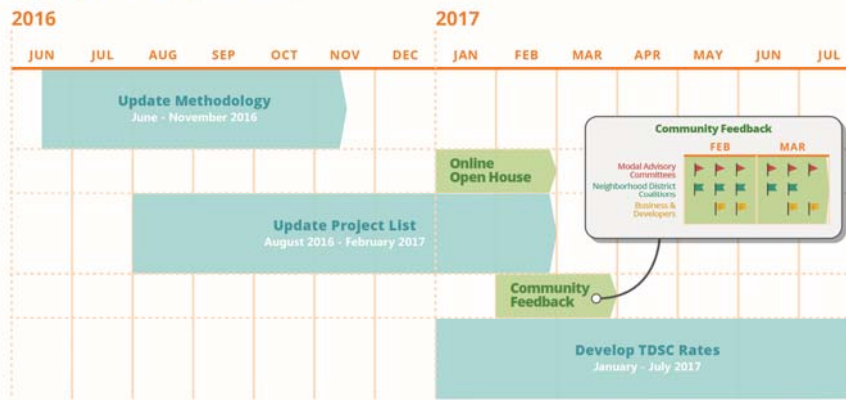 2016
2017
JUN JUL AUG SEP OCT NOV DEC JAN FEB MAR APR MAY JUN JUL
Update Methodology
June - November 2016
Online
Open House
Community Feedback
FEB MAR
Modal Advisory
Committees
Neighborhood District
Coalitions
Business &
Developers
Update Project List
August 2016 - February 2017
Community
Feedback
Develop TDSC Rates
January - July 2017